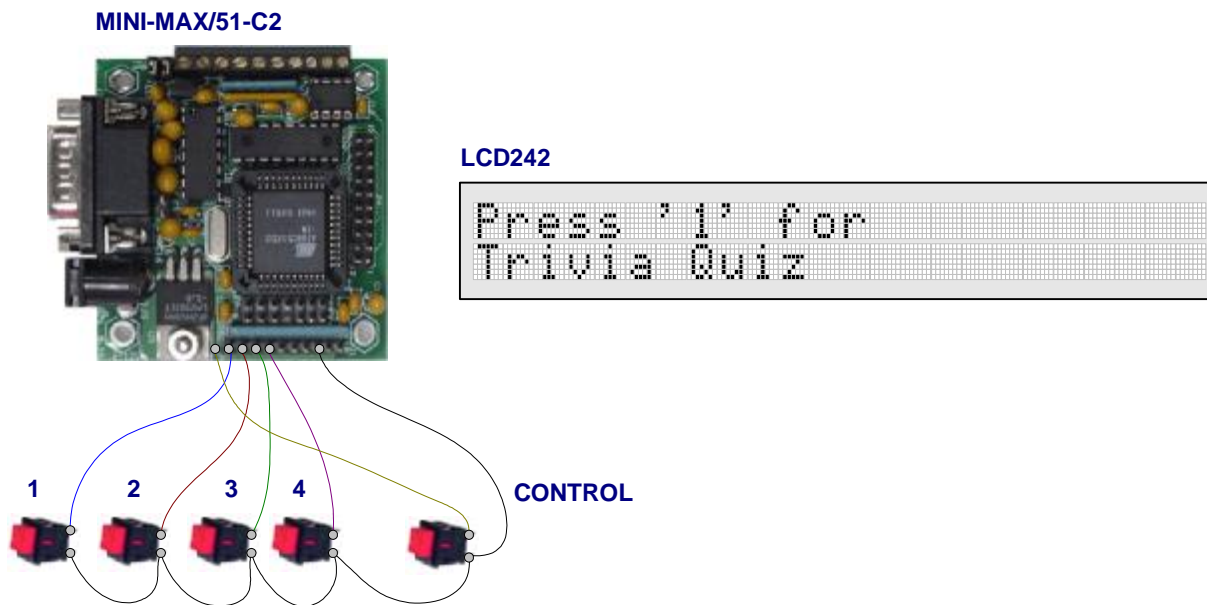 MINI-MAX/51-C2
LCD242
Press '1' for
Trivia Quiz
1
2
3
4
CONTROL